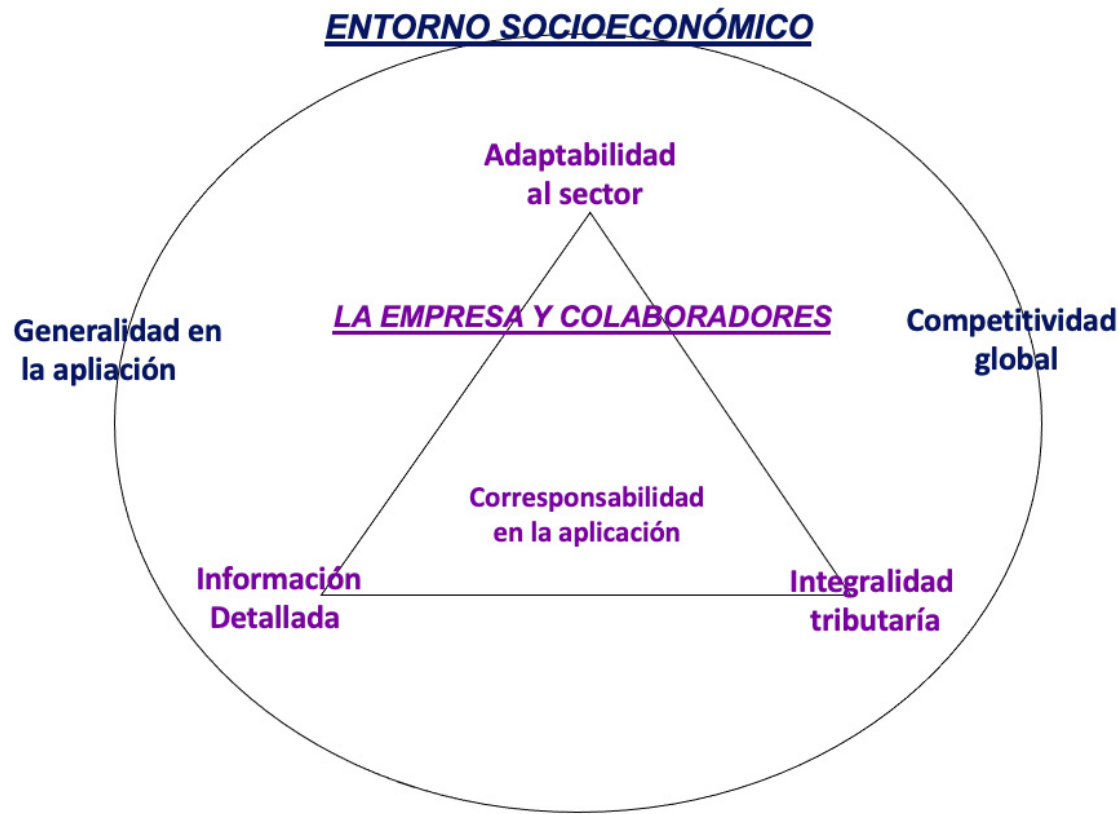 ENTORNO SOCIOECONÓMICO
Adaptabilidad
al sector
LA EMPRESA Y COLABORADORES
Generalidad en
la apliación
Competitividad
global
Corresponsabilidad
en la aplicación
Información
Detallada
Integralidad
tributaría